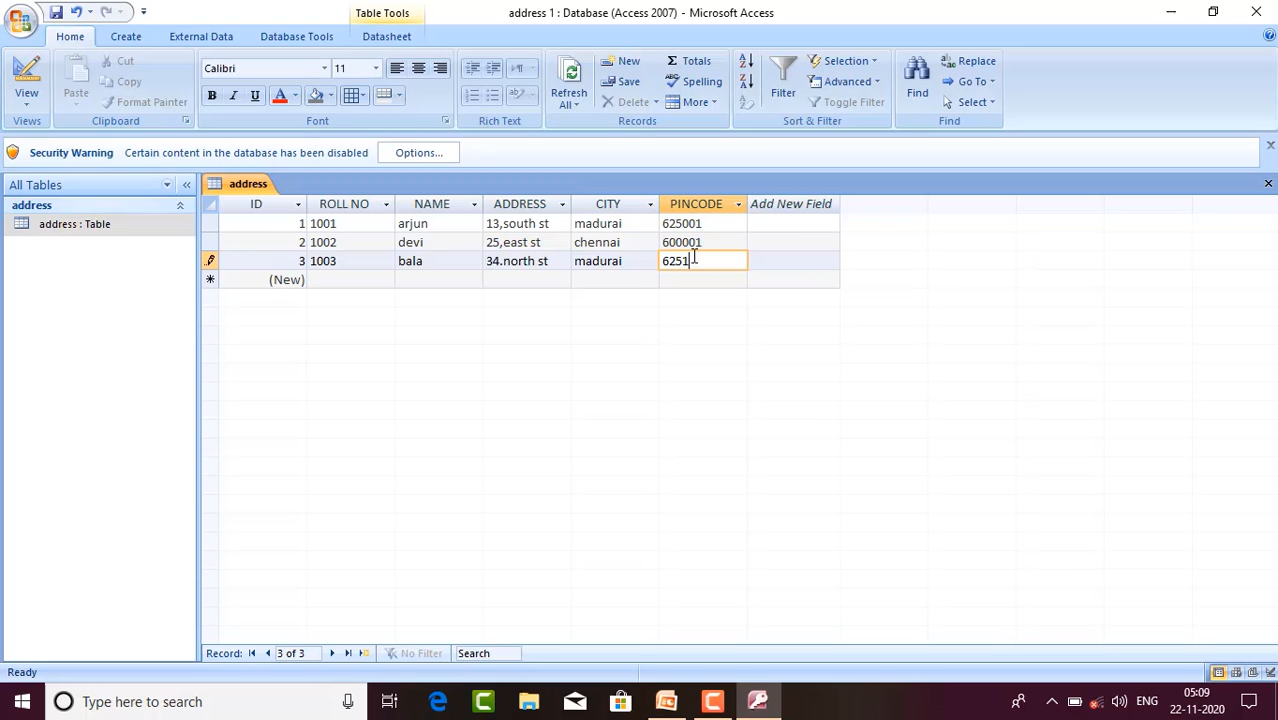 Table Tools
address 1 : Database (Access 2007) - Microsoft Access
Home Create External Data Database Tools Datasheet
View
Views
Paste
Cut
Copy
Format Painter
Clipboard
Calibri 11
B I U A
Font
Rich Text
Refresh All
New
Save
Delete
Totals
Spelling
More
Records
Filter
Selection
Advanced
Toggle Filter
Sort & Filter
Find
Replace
Go To
Select
Find
Security Warning Certain content in the database has been disabled Options...
All Tables
address
address : Table
address
ID ROLL NO NAME ADDRESS CITY PINCODE Add New Field
1 1001 arjun 13,south st madurai 625001
2 1002 devi 25,east st chennai 600001
3 1003 bala 34.north st madurai 6251
(New)
Record: 3 of 3 No Filter Search
Ready
Type here to search
ENG
05:09
22-11-2020